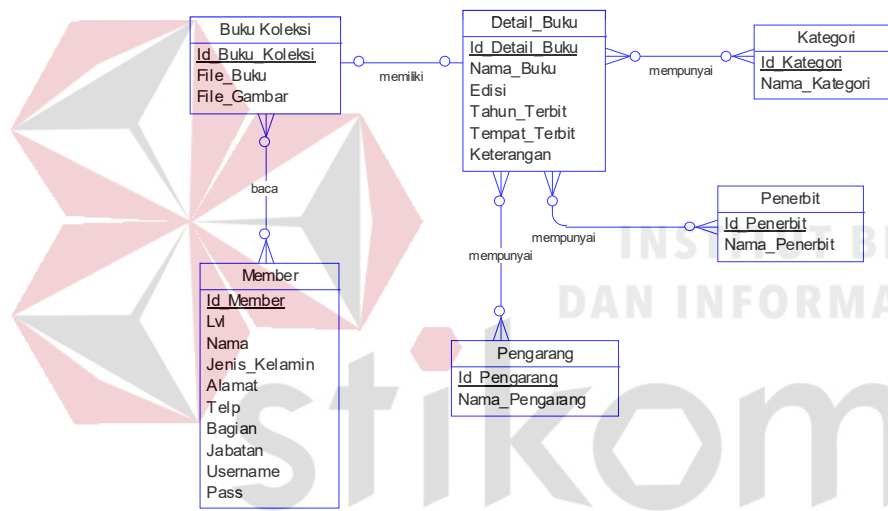 Buku Koleksi
Id_Buku_Koleksi
File_Buku
File_Gambar
memiliki
Detail_Buku
Id_Detail_Buku
Nama_Buku
Edisi
Tahun_Terbit
Tempat_Terbit
Keterangan
mempunyai
Kategori
Id_Kategori
Nama_Kategori
baca
mempunyai
mempunyai
Penerbit
Id_Penerbit
Nama_Penerbit
Member
Id_Member
Lvl
Nama
Jenis_Kelamin
Alamat
Telp
Bagian
Jabatan
Username
Pass
Pengarang
Id_Pengarang
Nama_Pengarang
INSTITUT BI
DAN INFORMA
stikom